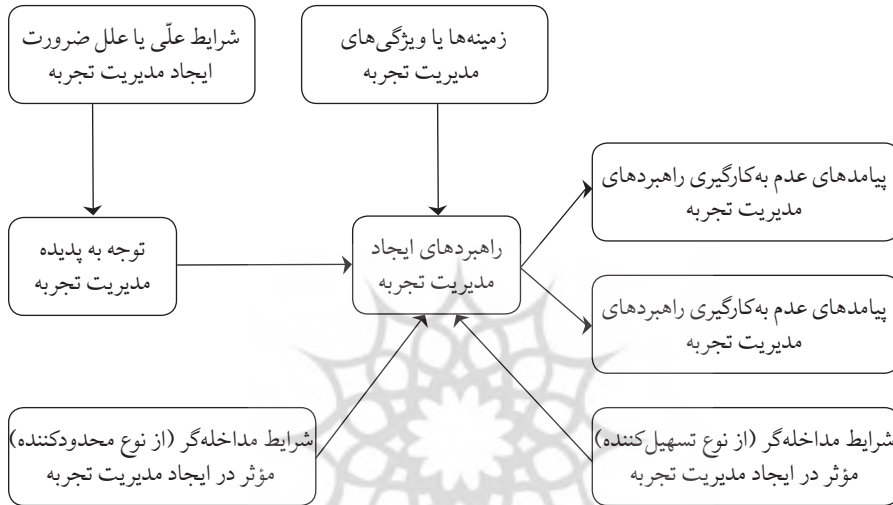 شرایط علّی یا علل ضرورت
ایجاد مدیریت تجربه
زمینه‌ها یا ویژگی‌های
مدیریت تجربه
پیامدهای عدم به‌کارگیری راهبردهای
مدیریت تجربه
توجه به پدیده
مدیریت تجربه
راهبردهای ایجاد
مدیریت تجربه
پیامدهای عدم به‌کارگیری راهبردهای
مدیریت تجربه
شرایط مداخله‌گر (از نوع محدودکننده)
مؤثر در ایجاد مدیریت تجربه
شرایط مداخله‌گر (از نوع تسهیل‌کننده)
مؤثر در ایجاد مدیریت تجربه